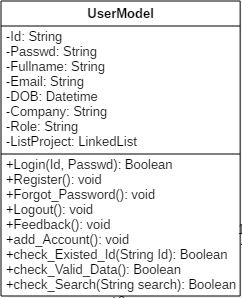 UserModel
-Id: String
-Passwd: String
-Fullname: String
-Email: String
-DOB: Datetime
-Company: String
-Role: String
-ListProject: LinkedList
+Login(Id, Passwd): Boolean
+Register(): void
+Forgot_Password(): void
+Logout(): void
+Feedback(): void
+add_Account(): void
+check_Existed_Id(String Id): Boolean
+check_Valid_Data(): Boolean
+check_Search(String search): Boolean